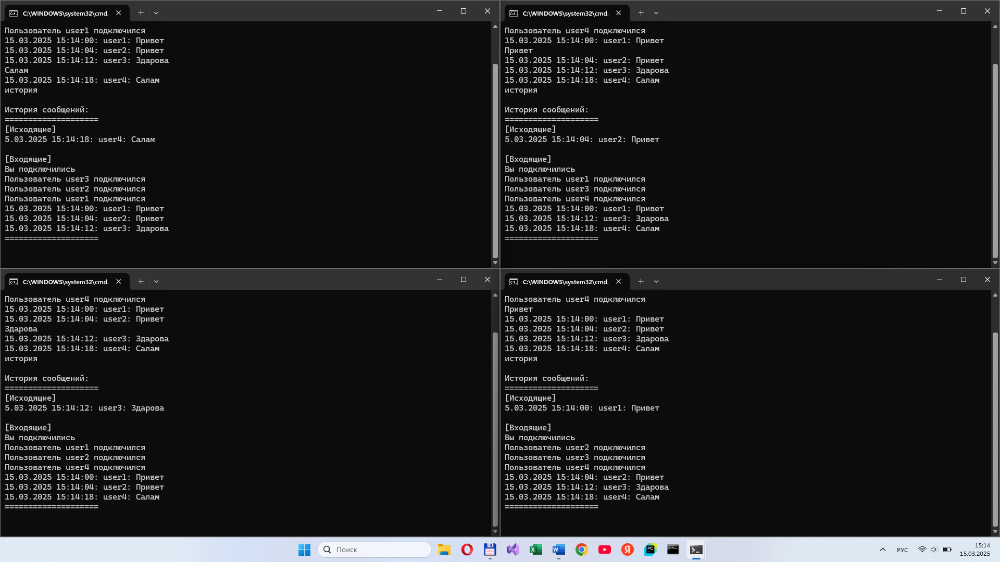 C:\WINDOWS\system32\cmd.
Пользователь user1 подключился
15.03.2025 15:14:00: user1: Привет
15.03.2025 15:14:04: user2: Привет
15.03.2025 15:14:12: user3: Здарова
Салам
15.03.2025 15:14:18: user4: Салам
история
История сообщений:
====================
[Исходящие]
5.03.2025 15:14:18: user4: Салам
[Входящие]
Вы подключились
Пользователь user3 подключился
Пользователь user2 подключился
Пользователь user1 подключился
15.03.2025 15:14:00: user1: Привет
15.03.2025 15:14:04: user2: Привет
15.03.2025 15:14:12: user3: Здарова
====================
C:\WINDOWS\system32\cmd.
Пользователь user4 подключился
15.03.2025 15:14:00: user1: Привет
Привет
15.03.2025 15:14:04: user2: Привет
15.03.2025 15:14:12: user3: Здарова
15.03.2025 15:14:18: user4: Салам
история
История сообщений:
====================
[Исходящие]
5.03.2025 15:14:04: user2: Привет
[Входящие]
Вы подключились
Пользователь user1 подключился
Пользователь user3 подключился
Пользователь user4 подключился
15.03.2025 15:14:00: user1: Привет
15.03.2025 15:14:12: user3: Здарова
15.03.2025 15:14:18: user4: Салам
====================
C:\WINDOWS\system32\cmd.
Пользователь user4 подключился
15.03.2025 15:14:00: user1: Привет
15.03.2025 15:14:04: user2: Привет
Здарова
15.03.2025 15:14:12: user3: Здарова
15.03.2025 15:14:18: user4: Салам
история
История сообщений:
====================
[Исходящие]
5.03.2025 15:14:12: user3: Здарова
[Входящие]
Вы подключились
Пользователь user1 подключился
Пользователь user2 подключился
Пользователь user4 подключился
15.03.2025 15:14:00: user1: Привет
15.03.2025 15:14:04: user2: Привет
15.03.2025 15:14:18: user4: Салам
====================
C:\WINDOWS\system32\cmd.
Пользователь user4 подключился
Привет
15.03.2025 15:14:00: user1: Привет
15.03.2025 15:14:04: user2: Привет
15.03.2025 15:14:12: user3: Здарова
15.03.2025 15:14:18: user4: Салам
история
История сообщений:
====================
[Исходящие]
5.03.2025 15:14:00: user1: Привет
[Входящие]
Вы подключились
Пользователь user2 подключился
Пользователь user3 подключился
Пользователь user4 подключился
15.03.2025 15:14:04: user2: Привет
15.03.2025 15:14:12: user3: Здарова
15.03.2025 15:14:18: user4: Салам
====================
Поиск
РУС
15:14
15.03.2025